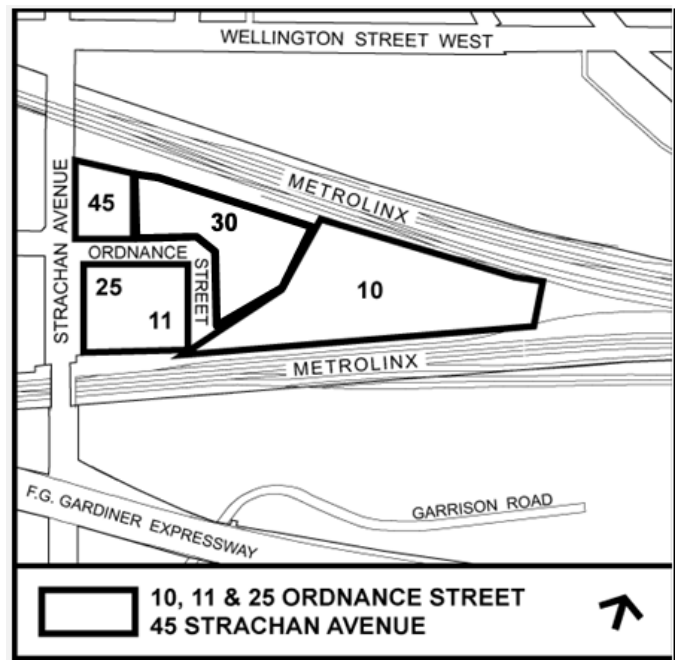 WELLINGTON STREET WEST
METROLINX
STRACHAN AVENUE
45
30
ORDNANCE
STREET
25
11
10
METROLINX
GARRISON ROAD
F.G. GARDINER EXPRESSWAY
10, 11 & 25 ORDNANCE STREET
45 STRACHAN AVENUE